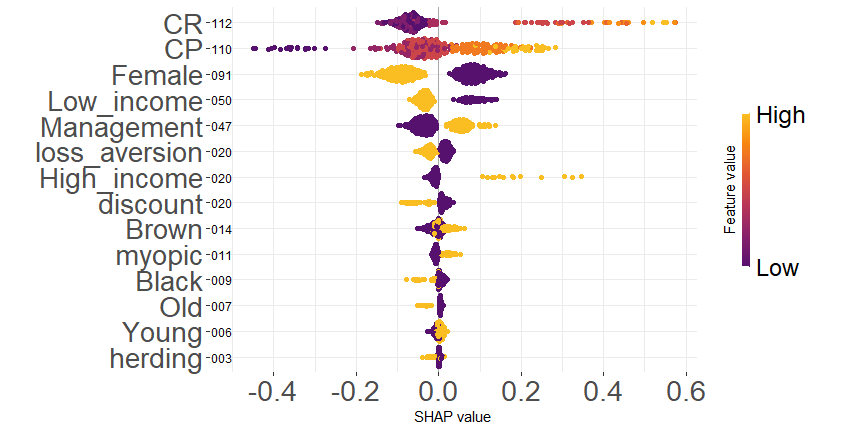 CR -112
CP -110
Female -091
Low_income -050
Management -047
loss_aversion -020
High_income -020
discount -020
Brown -014
myopic -011
Black -009
Old -007
Young -006
herding -003
-0.4 -0.2 0.0 0.2 0.4 0.6
SHAP value
High
Feature value
Low